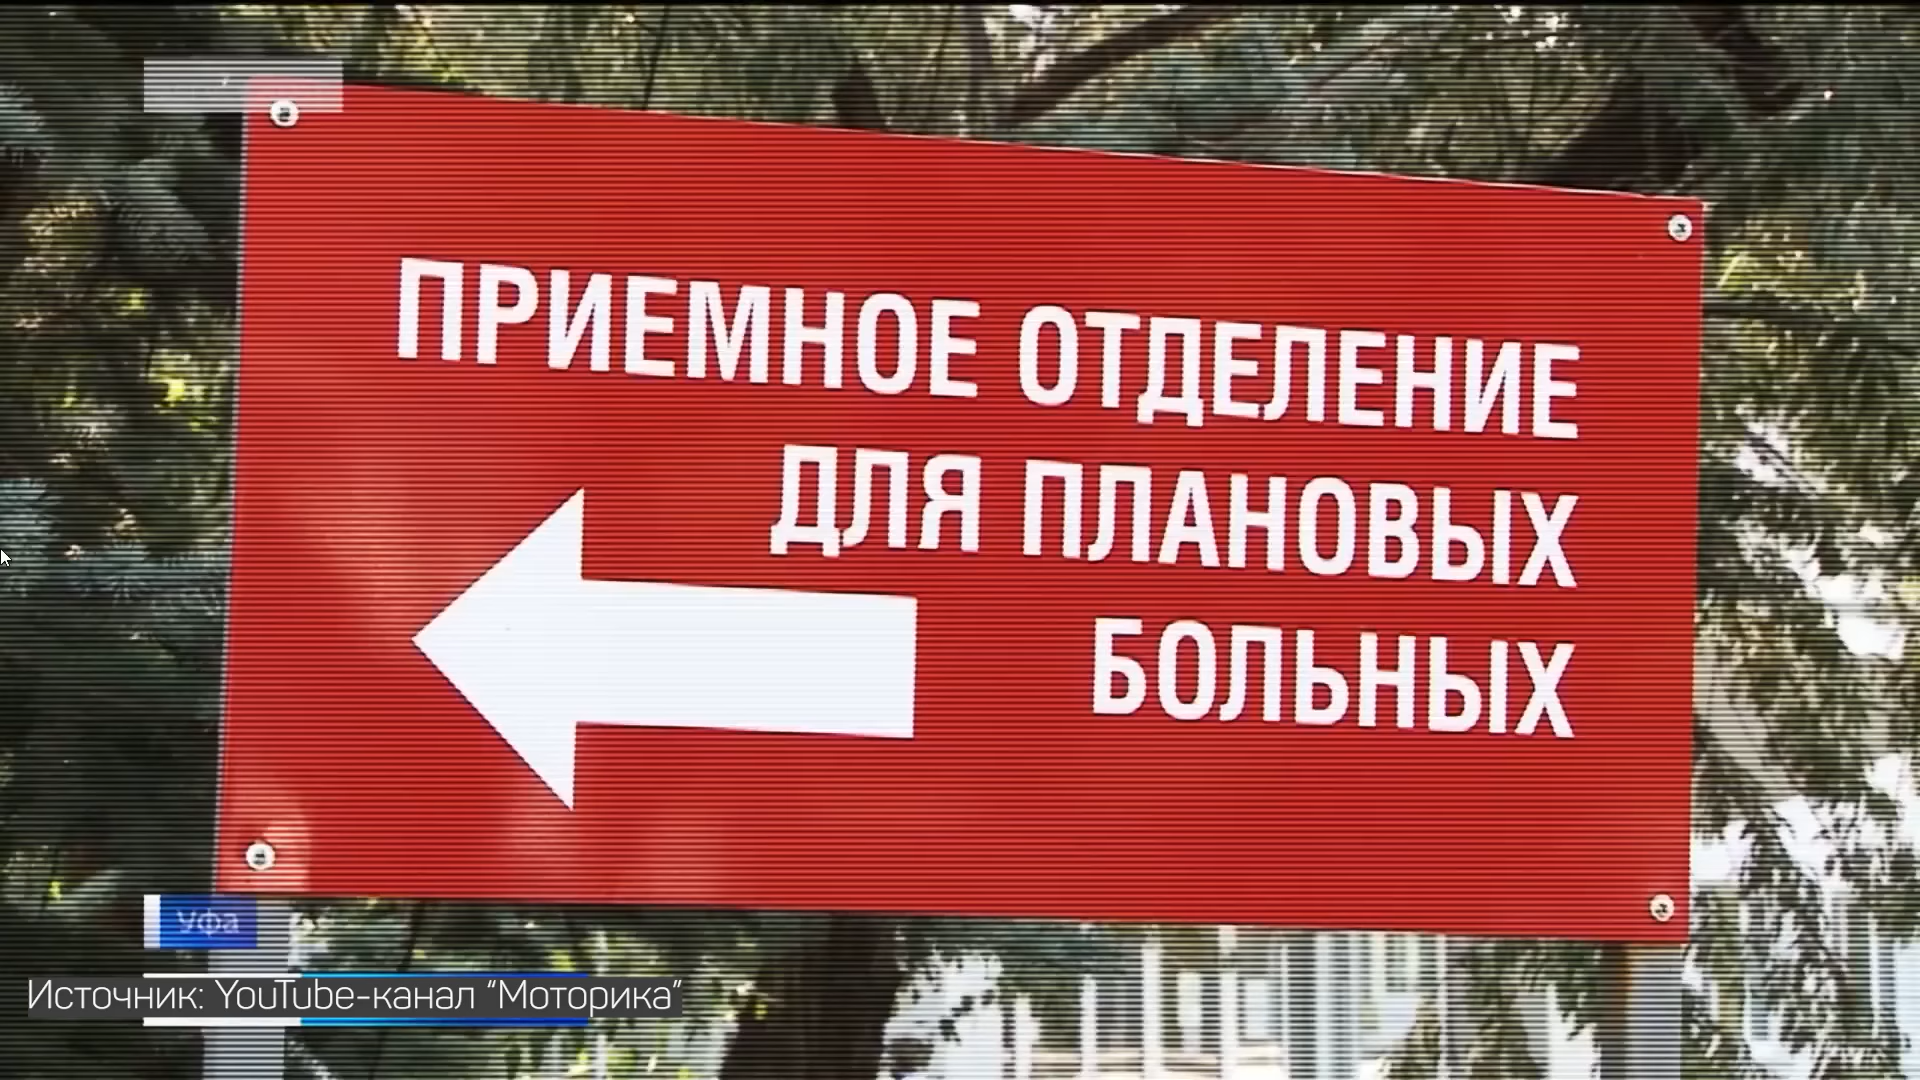 ПРИЕМНОЕ ОТДЕЛЕНИЕ
ДЛЯ ПЛАНОВЫХ
БОЛЬНЫХ
Уфа
Источник: YouTube-канал “Моторика”